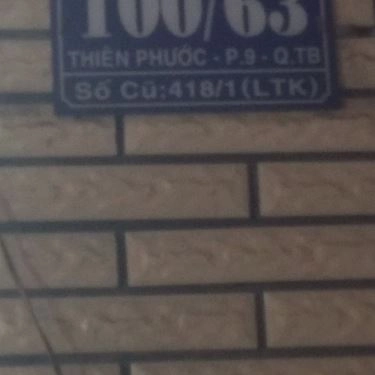 100/63
THIÊN PHƯỚC - P.9 - Q.TB
Số Cũ:418/1(LTK)